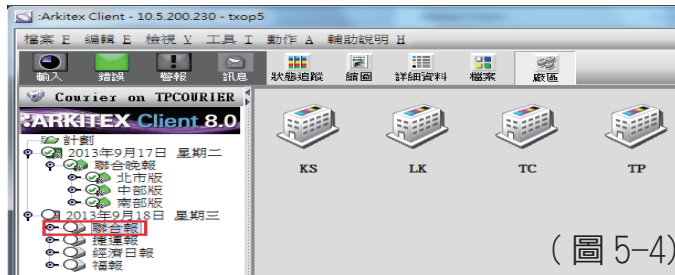 :Arkitex Client - 10.5.200.230 - txop5
檔案 F 編輯 E 檢視 V 工具 T 動作 A 輔助說明 H
輸入 錯誤 警報 訊息 狀態追蹤 縮圖 詳細資料 檔案 廠區
Courier on TPCOURIER
ARKITEX Client 8.0
計劃
2013年9月17日 星期二
聯合晚報
北市版
中部版
南部版
2013年9月18日 星期三
聯合報
捷運報
經濟日報
福報
KS LK TC TP
(圖 5-4)